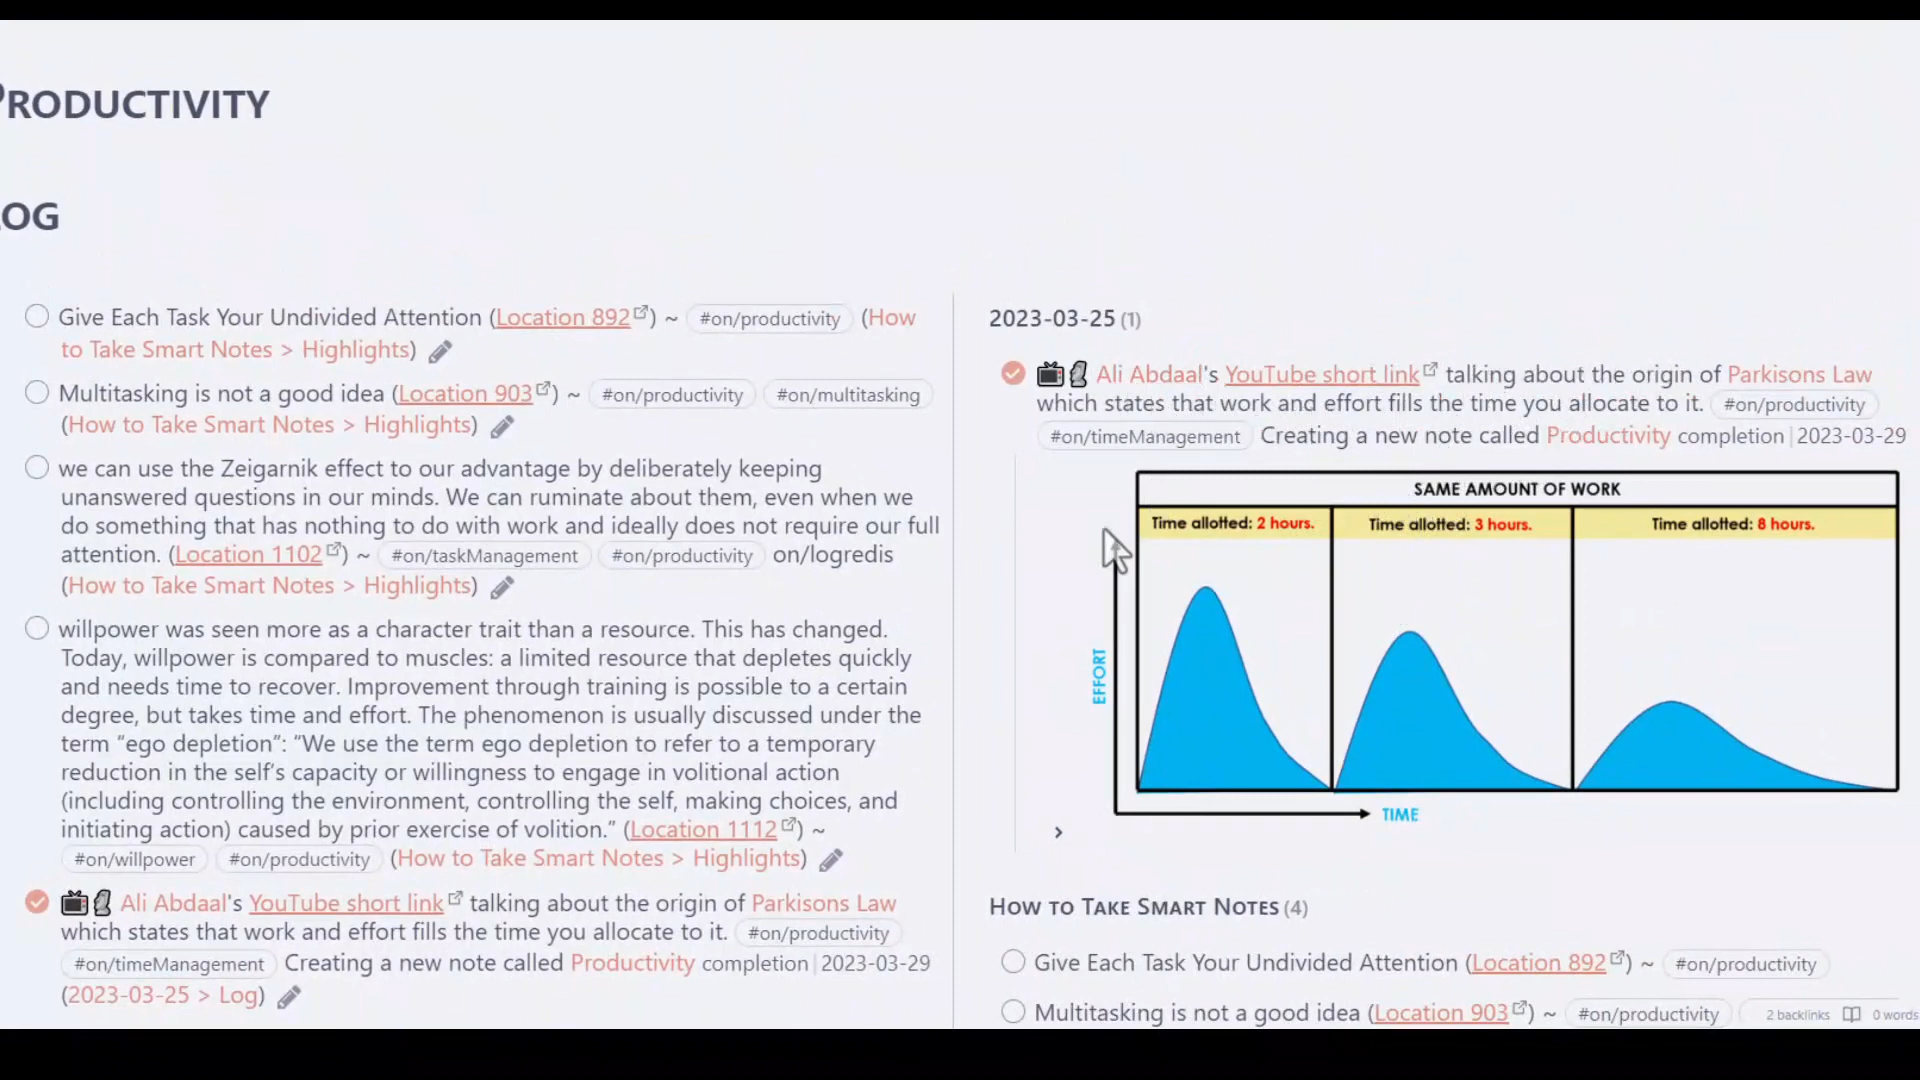 PRODUCTIVITY
LOG
Give Each Task Your Undivided Attention (Location 892) ~ #on/productivity (How
to Take Smart Notes > Highlights)
Multitasking is not a good idea (Location 903) ~ #on/productivity #on/multitasking
(How to Take Smart Notes > Highlights)
we can use the Zeigarnik effect to our advantage by deliberately keeping
unanswered questions in our minds. We can ruminate about them, even when we
do something that has nothing to do with work and ideally does not require our full
attention. (Location 1102) ~ #on/taskManagement #on/productivity on/logredis
(How to Take Smart Notes > Highlights)
willpower was seen more as a character trait than a resource. This has changed.
Today, willpower is compared to muscles: a limited resource that depletes quickly
and needs time to recover. Improvement through training is possible to a certain
degree, but takes time and effort. The phenomenon is usually discussed under the
term “ego depletion”: “We use the term ego depletion to refer to a temporary
reduction in the self’s capacity or willingness to engage in volitional action
(including controlling the environment, controlling the self, making choices, and
initiating action) caused by prior exercise of volition.” (Location 1112) ~
#on/willpower #on/productivity (How to Take Smart Notes > Highlights)
Ali Abdaal's YouTube short link talking about the origin of Parkisons Law
which states that work and effort fills the time you allocate to it. #on/productivity
#on/timeManagement Creating a new note called Productivity completion | 2023-03-29
(2023-03-25 > Log)
2023-03-25 (1)
Ali Abdaal's YouTube short link talking about the origin of Parkisons Law
which states that work and effort fills the time you allocate to it. #on/productivity
#on/timeManagement Creating a new note called Productivity completion | 2023-03-29
SAME AMOUNT OF WORK
Time allotted: 2 hours. Time allotted: 3 hours. Time allotted: 8 hours.
EFFORT
TIME
HOW TO TAKE SMART NOTES (4)
Give Each Task Your Undivided Attention (Location 892) ~ #on/productivity
Multitasking is not a good idea (Location 903) ~ #on/productivity
2 backlinks 0 words